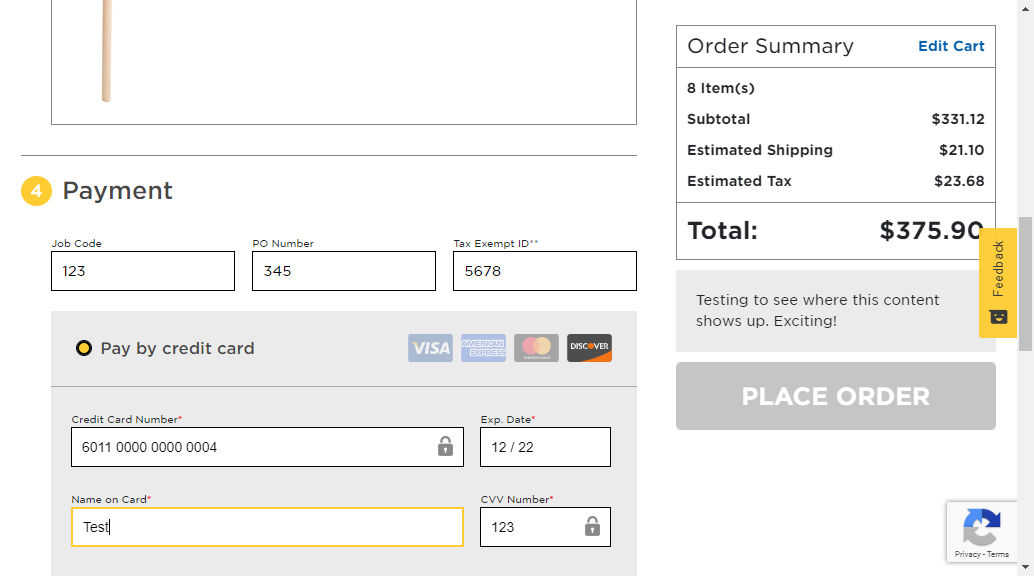 Order Summary Edit Cart
8 Item(s)
Subtotal $331.12
Estimated Shipping $21.10
Estimated Tax $23.68
Total: $375.90
Feedback
Testing to see where this content
shows up. Exciting!
PLACE ORDER
4 Payment
Job Code PO Number Tax Exempt ID**
123 345 5678
Pay by credit card VISA AMERICAN EXPRESS mastercard DISCOVER
Credit Card Number* Exp. Date*
6011 0000 0000 0004 12 / 22
Name on Card* CVV Number*
Test 123
Privacy - Terms